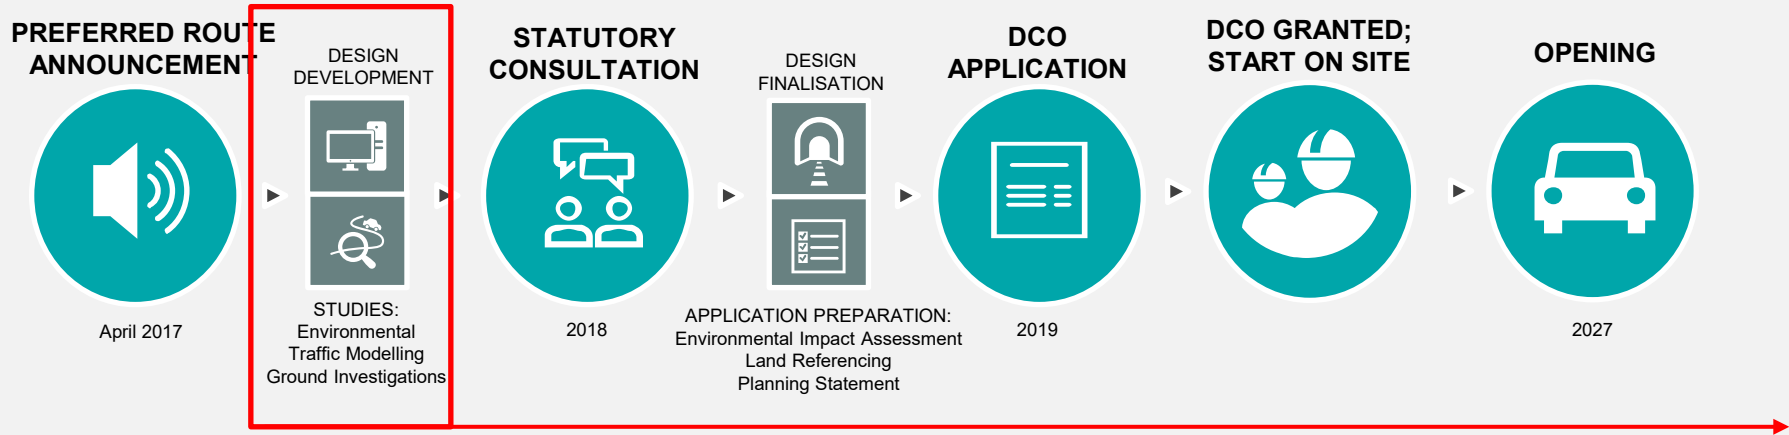 PREFERRED ROUTE
ANNOUNCEMENT
April 2017
DESIGN
DEVELOPMENT
STUDIES:
Environmental
Traffic Modelling
Ground Investigations
STATUTORY
CONSULTATION
2018
DESIGN
FINALISATION
APPLICATION PREPARATION:
Environmental Impact Assessment
Land Referencing
Planning Statement
DCO
APPLICATION
2019
DCO GRANTED;
START ON SITE
OPENING
2027